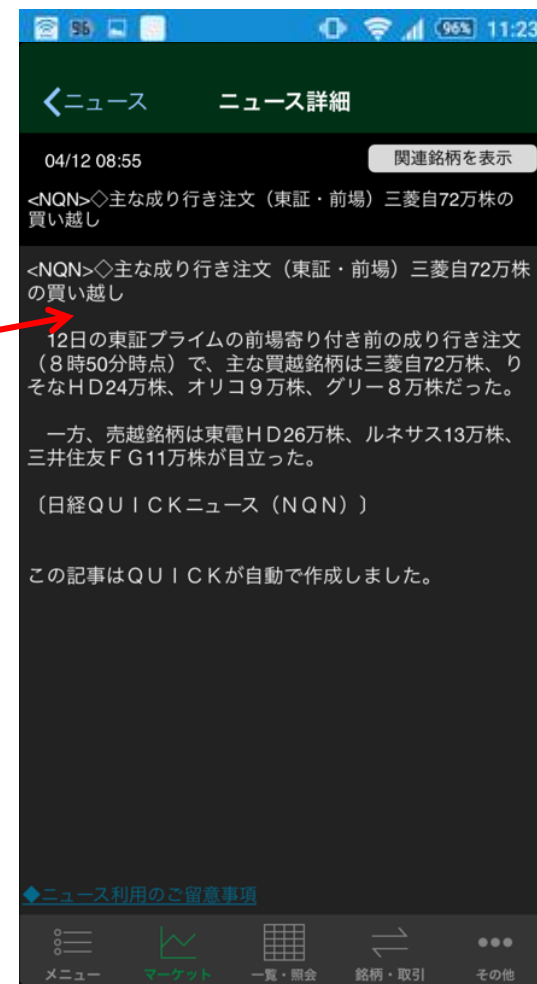 96 96% 11:23
❮ニュース ニュース詳細
04/12 08:55 関連銘柄を表示
<NQN>◇主な成り行き注文（東証・前場）三菱自72万株の
買い越し
<NQN>◇主な成り行き注文（東証・前場）三菱自72万株
の買い越し
12日の東証プライムの前場寄り付き前の成り行き注文
（８時50分時点）で、主な買越銘柄は三菱自72万株、り
そなＨＤ24万株、オリコ９万株、グリー８万株だった。
一方、売越銘柄は東電ＨＤ26万株、ルネサス13万株、
三井住友ＦＧ11万株が目立った。
〔日経ＱＵＩＣＫニュース（ＮＱＮ）〕
この記事はＱＵＩＣＫが自動で作成しました。
◆ニュース利用のご留意事項
メニュー マーケット 一覧・照会 銘柄・取引 その他